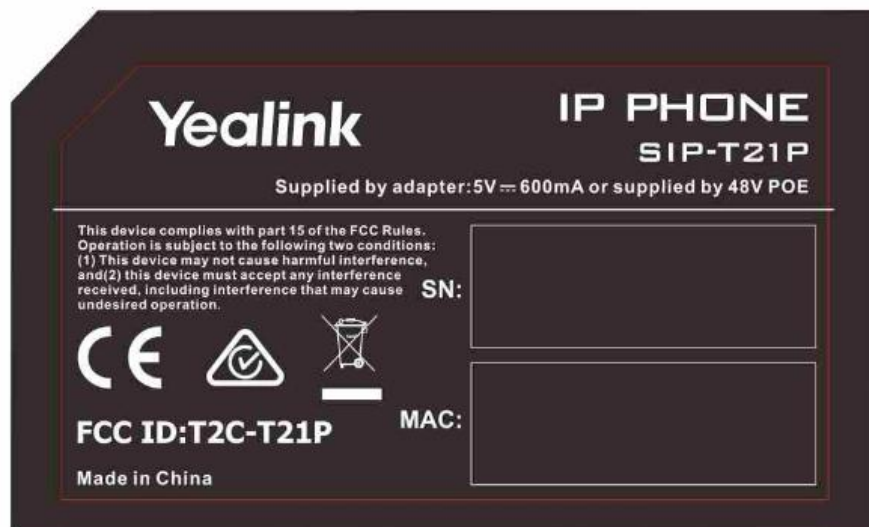 Yealink
IP PHONE
SIP-T21P
Supplied by adapter:5V⎓600mA or supplied by 48V POE
This device complies with part 15 of the FCC Rules.
Operation is subject to the following two conditions:
(1) This device may not cause harmful interference,
and(2) this device must accept any interference
received, including interference that may cause
undesired operation.
SN:
CE
FCC ID:T2C-T21P
MAC:
Made in China